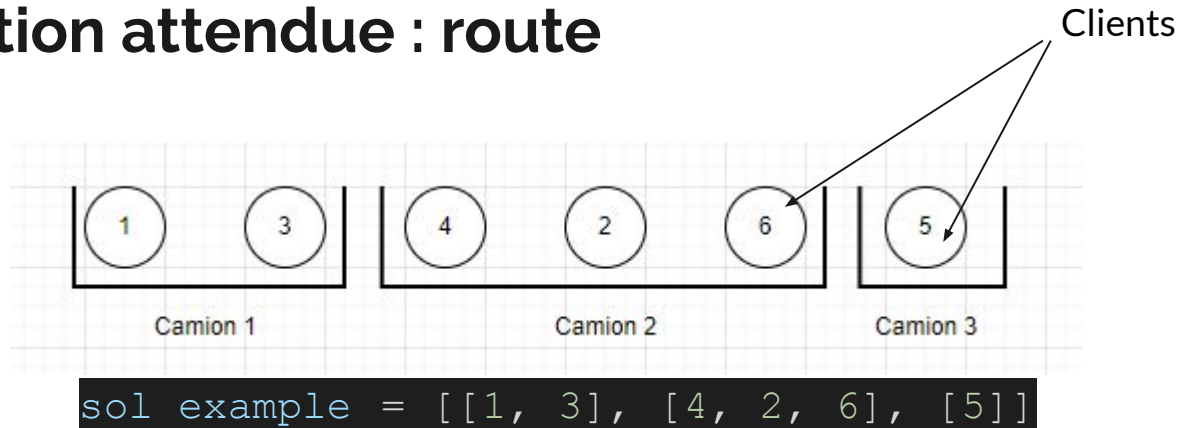 tion attendue : route
Clients
1 3 4 2 6 5
Camion 1 Camion 2 Camion 3
sol example = [[1, 3], [4, 2, 6], [5]]